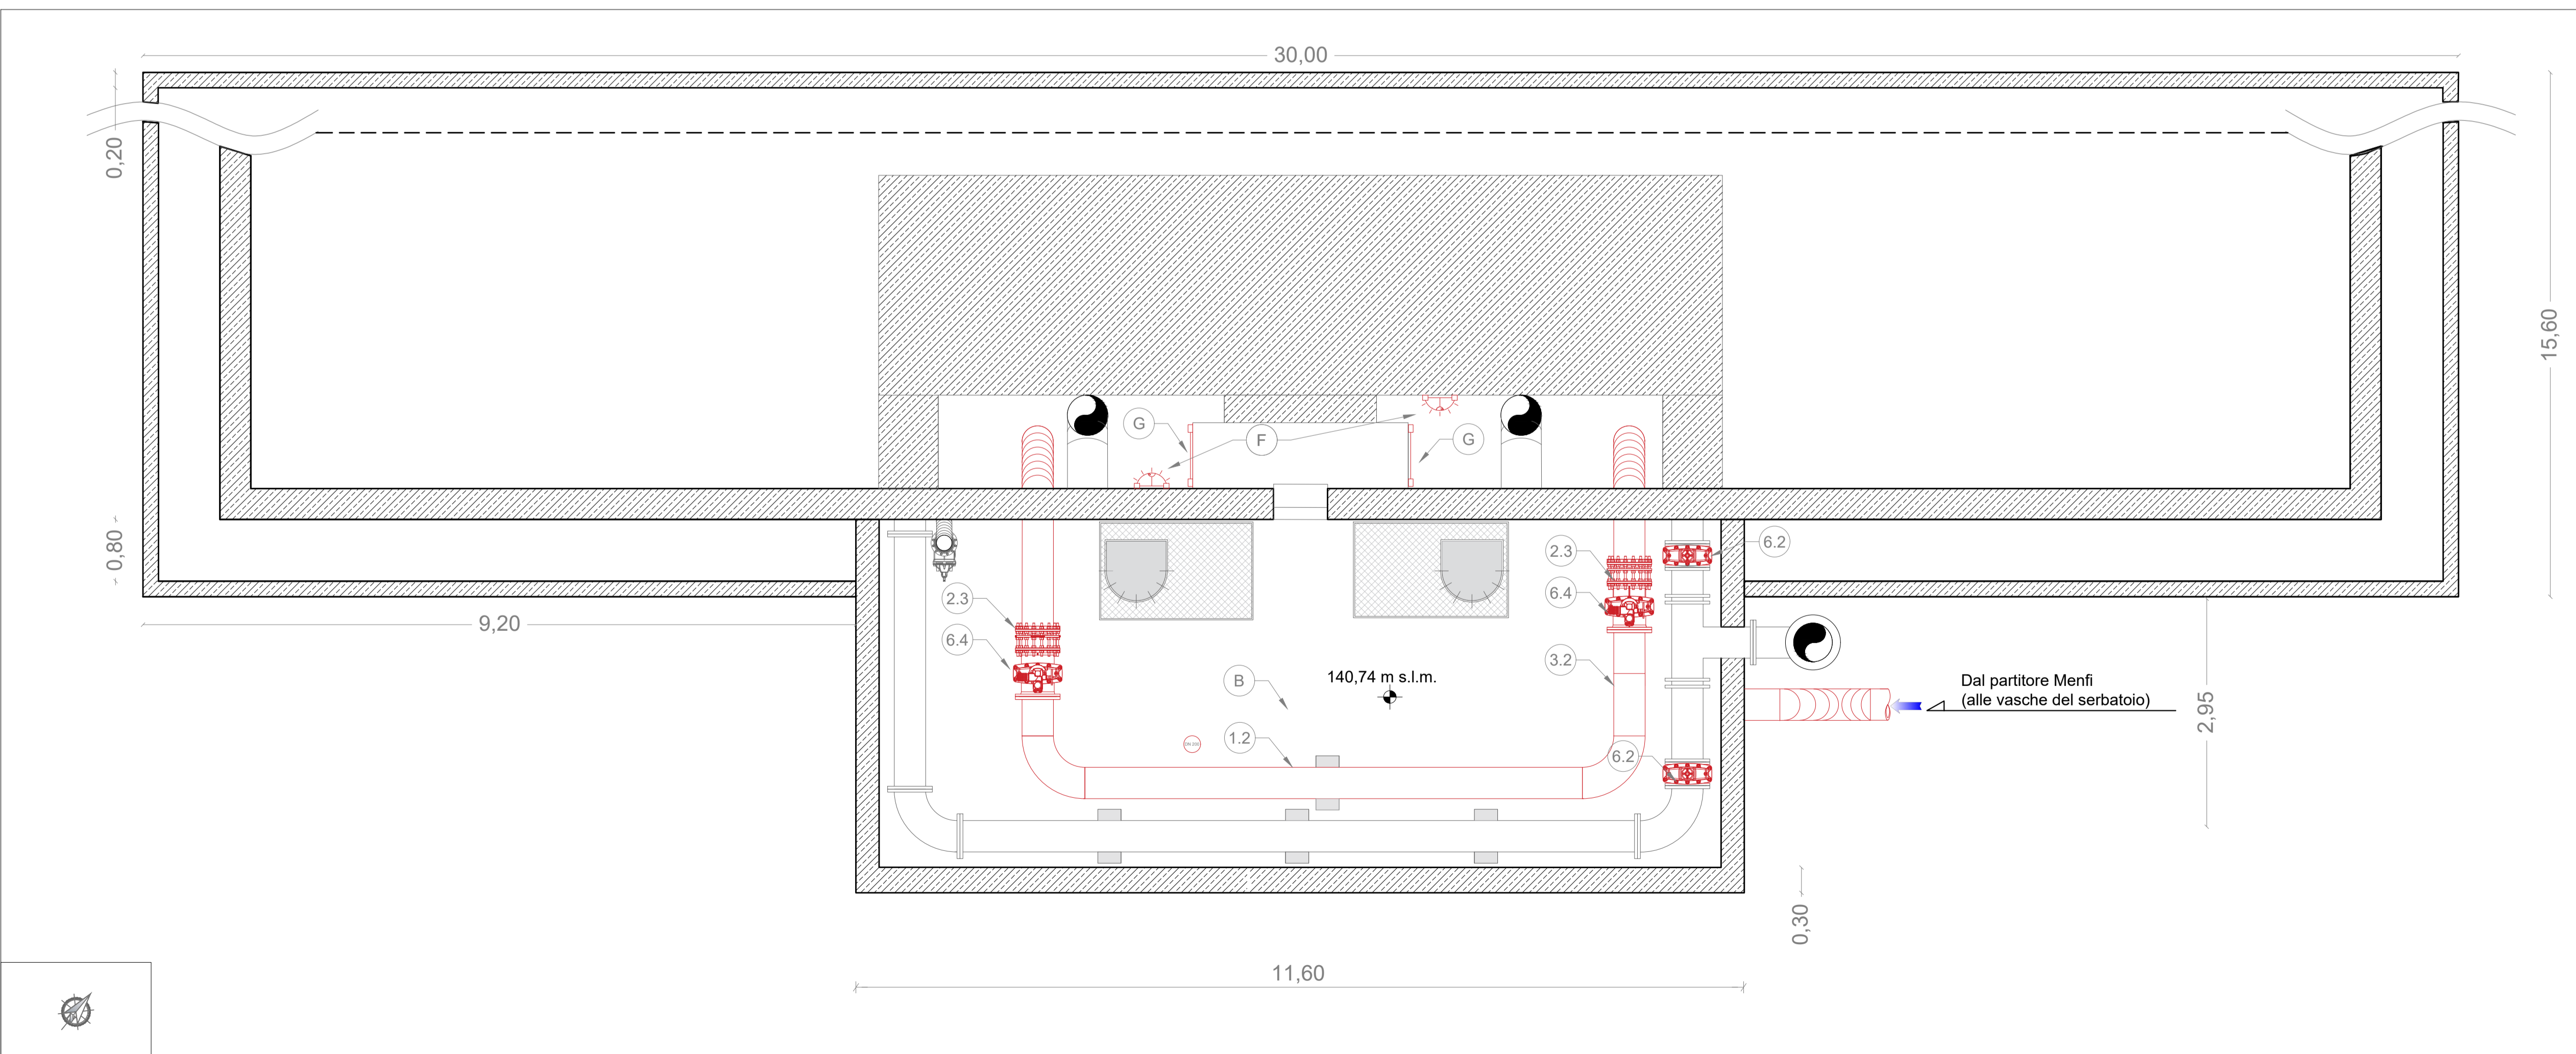 30,00
0,20
15,60
G
F
G
0,80
2.3
6.2
2.3
6.4
9,20
6.4
3.2
B
140,74 m s.l.m.
Dal partitore Menfi
(alle vasche del serbatoio)
2,95
DN 200
1.2
6.2
0,30
11,60